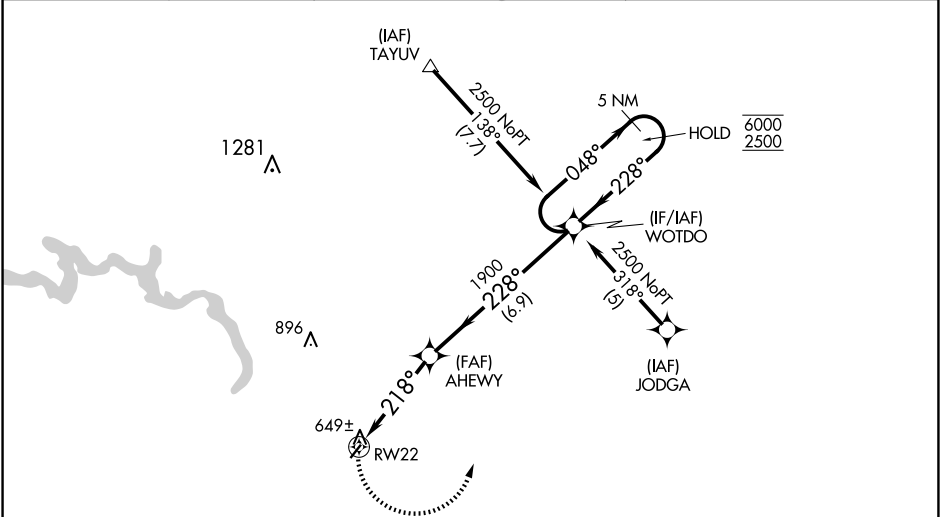 (IAF)
TAYUV
2500 NoPT
138°
(7.7)
5 NM
HOLD
6000
2500
1281
048°
228°
(IF/IAF)
WOTDO
2500 NoPT
318°
(5)
1900
228°
(6.9)
896
(FAF)
AHEWY
(IAF)
JODGA
218°
649±
RW22